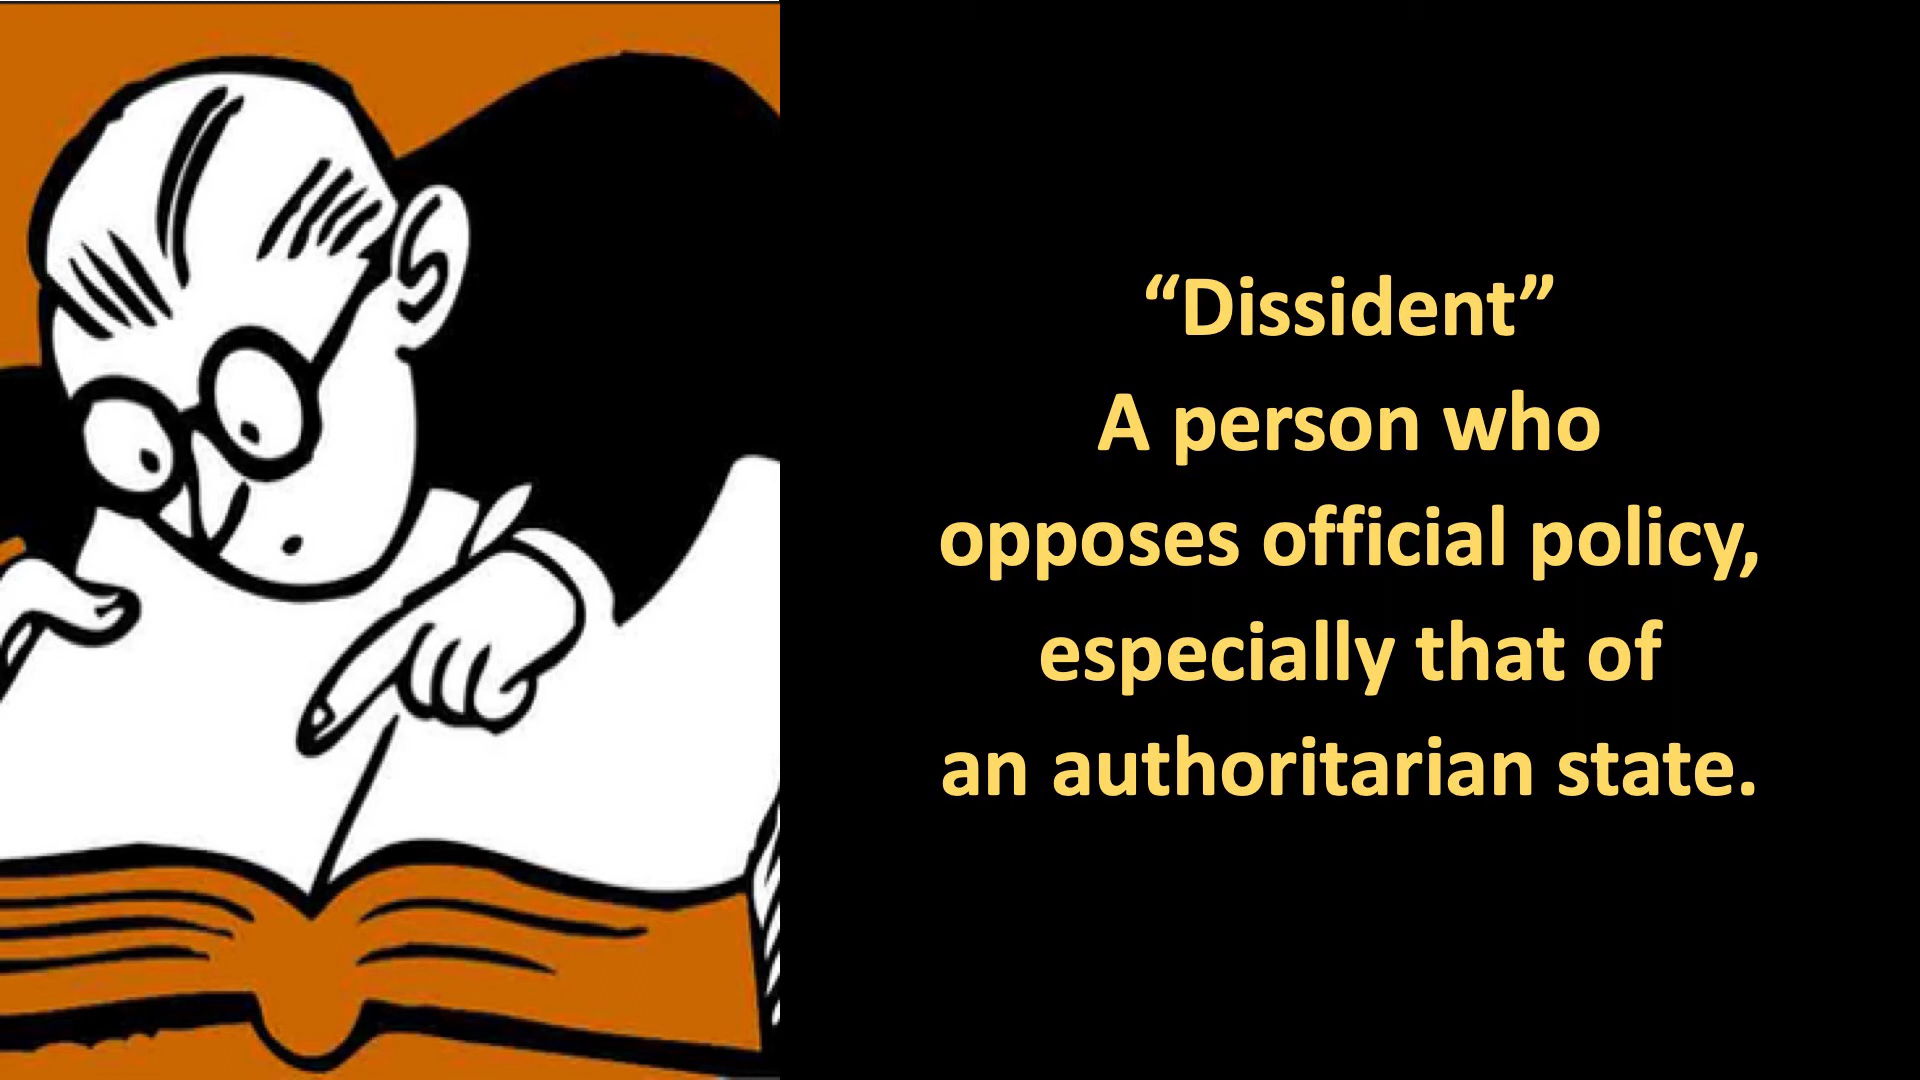 “Dissident”
A person who
opposes official policy,
especially that of
an authoritarian state.